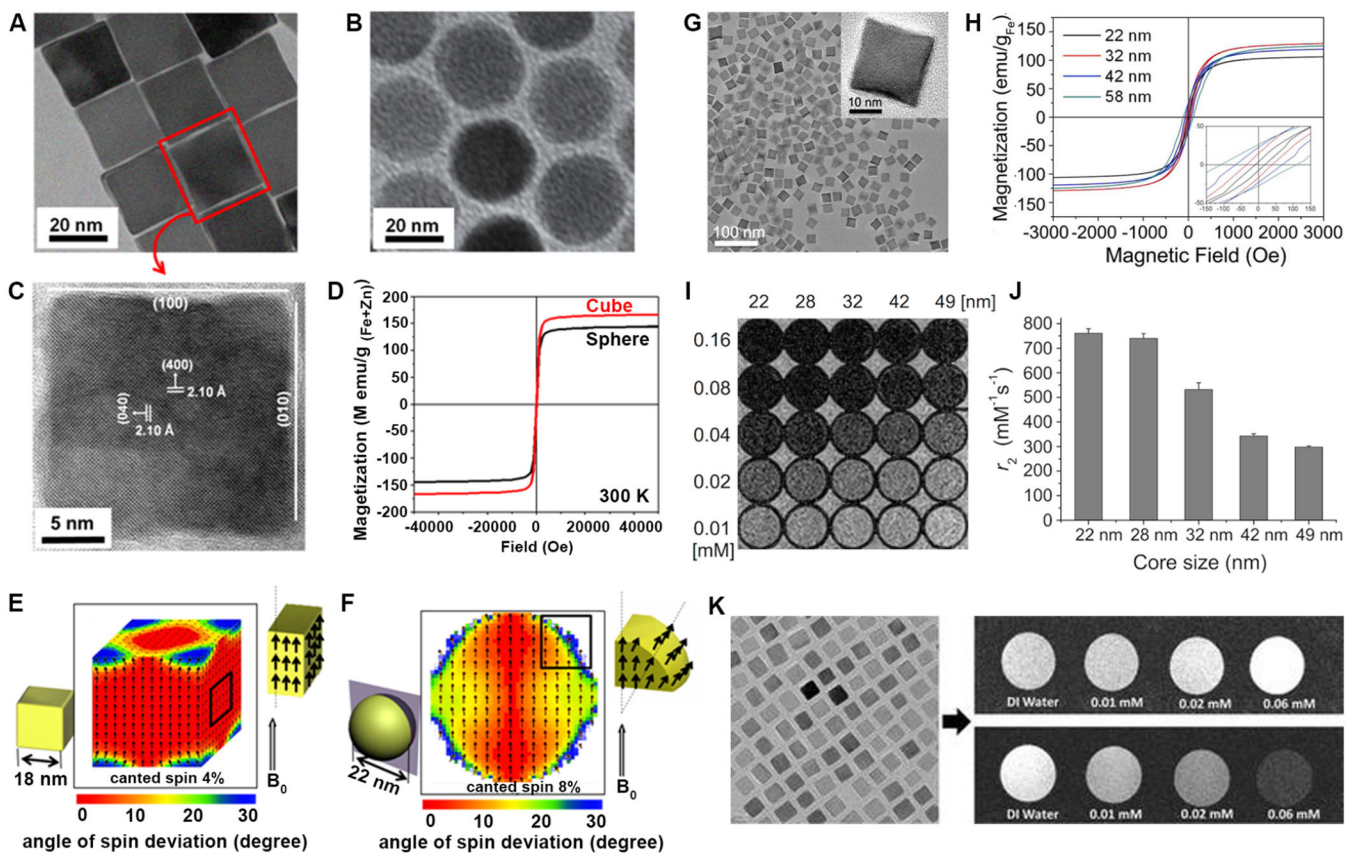 A
20 nm
B
20 nm
C
(100)
(400)
2.10 Å
(040)
2.10 Å
(010)
5 nm
D
Magetization (M emu/g (Fe+Zn))
200
150
100
50
0
-50
-100
-150
-200
Cube
Sphere
300 K
-40000 -20000 0 20000 40000
Field (Oe)
E
18 nm
canted spin 4%
B0
0 10 20 30
angle of spin deviation (degree)
F
22 nm
canted spin 8%
B0
0 10 20 30
angle of spin deviation (degree)
G
10 nm
100 nm
H
Magnetization (emu/gFe)
150
100
50
0
50
100
150
22 nm
32 nm
42 nm
58 nm
50
25
0
-25
-50
-150 -100 -50 0 50 100 150
-3000 -2000 -1000 0 1000 2000 3000
Magnetic Field (Oe)
I
22 28 32 42 49 [nm]
0.16
0.08
0.04
0.02
0.01
[mM]
J
r2 (mM-1s-1)
800
700
600
500
400
300
200
100
0
22 nm 28 nm 32 nm 42 nm 49 nm
Core size (nm)
K
DI Water 0.01 mM 0.02 mM 0.06 mM
DI Water 0.01 mM 0.02 mM 0.06 mM